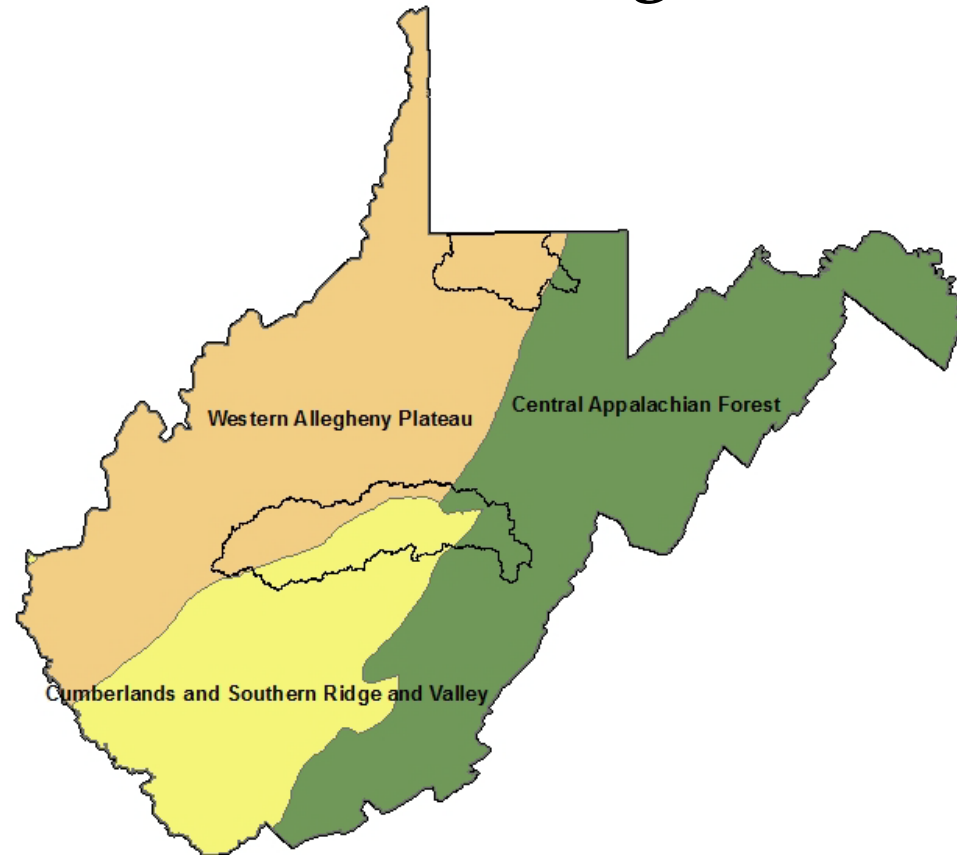 Western Allegheny Plateau
Central Appalachian Forest
Cumberlands and Southern Ridge and Valley